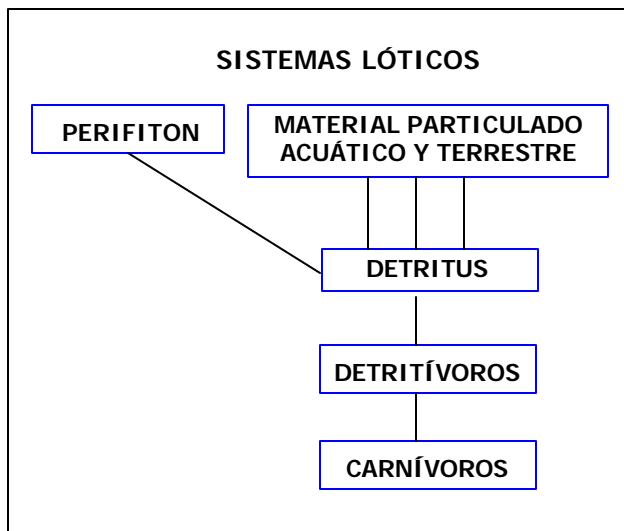 SISTEMAS LÓTICOS
PERIFITON
MATERIAL PARTICULADO
ACUÁTICO Y TERRESTRE
DETRITUS
DETRITÍVOROS
CARNÍVOROS